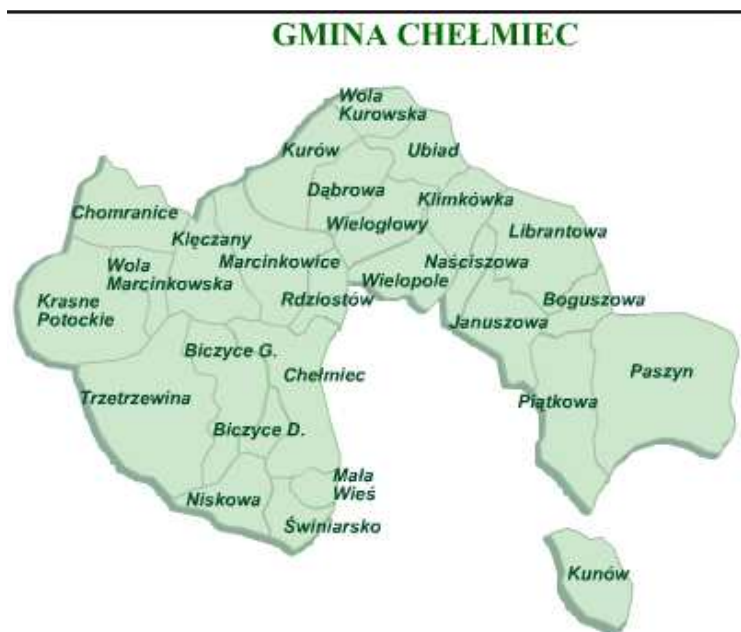 GMINA CHEŁMIEC
Wola
Kurowska
Kurów
Ubiad
Dąbrowa
Klimkówka
Chomranice
Wielogłowy
Librantowa
Klęczany
Wola
Marcinkowska
Marcinkowice
Naściszowa
Wielopole
Krasne
Potockie
Rdziostów
Boguszowa
Januszowa
Biczyce G.
Chełmiec
Paszyn
Trzetrzewina
Piątkowa
Biczyce D.
Mała
Wieś
Niskowa
Świniarsko
Kunów